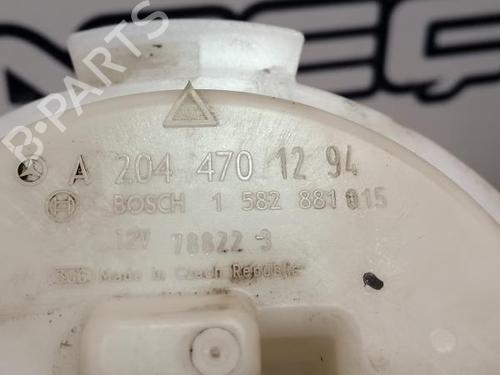 B-PARTS
A 204 470 12 94
BOSCH 1 582 881 015
12V 78822-3
Made in Czech Republic